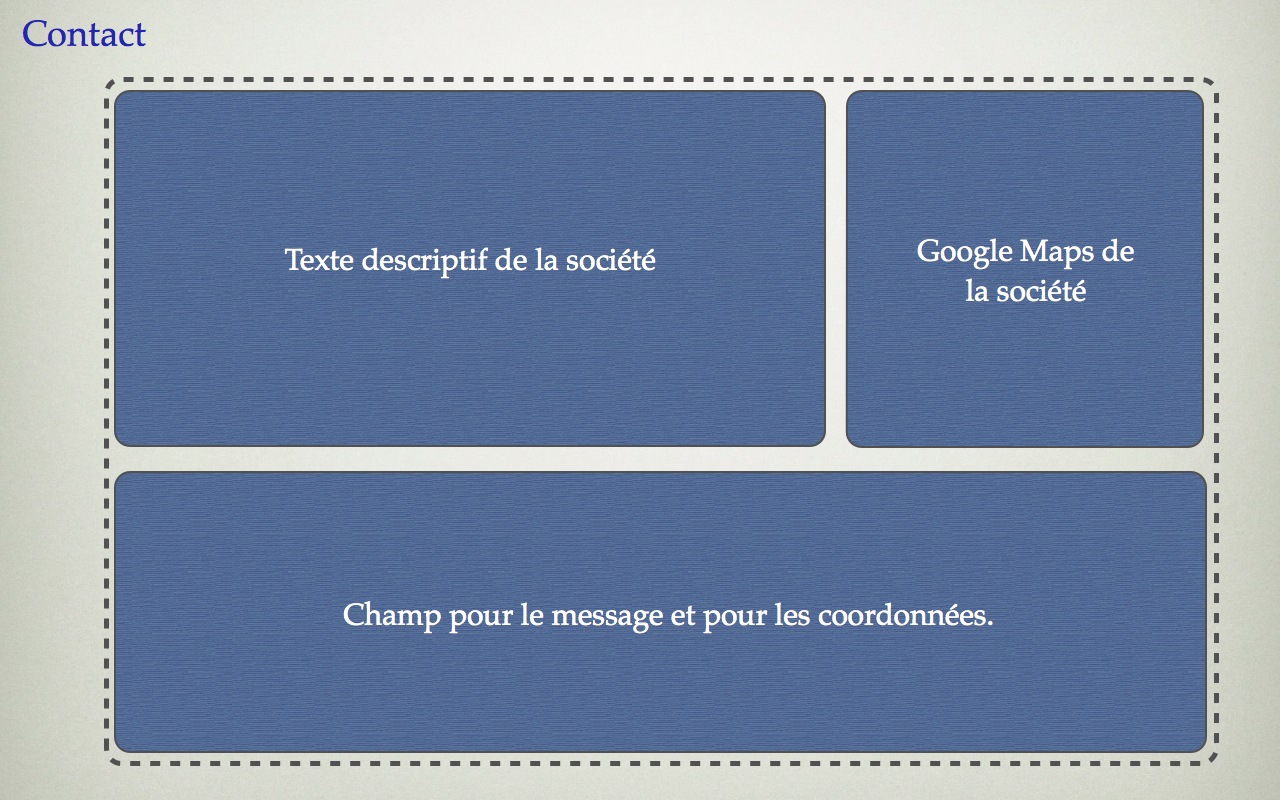 Contact
Texte descriptif de la société
Google Maps de
la société
Champ pour le message et pour les coordonnées.